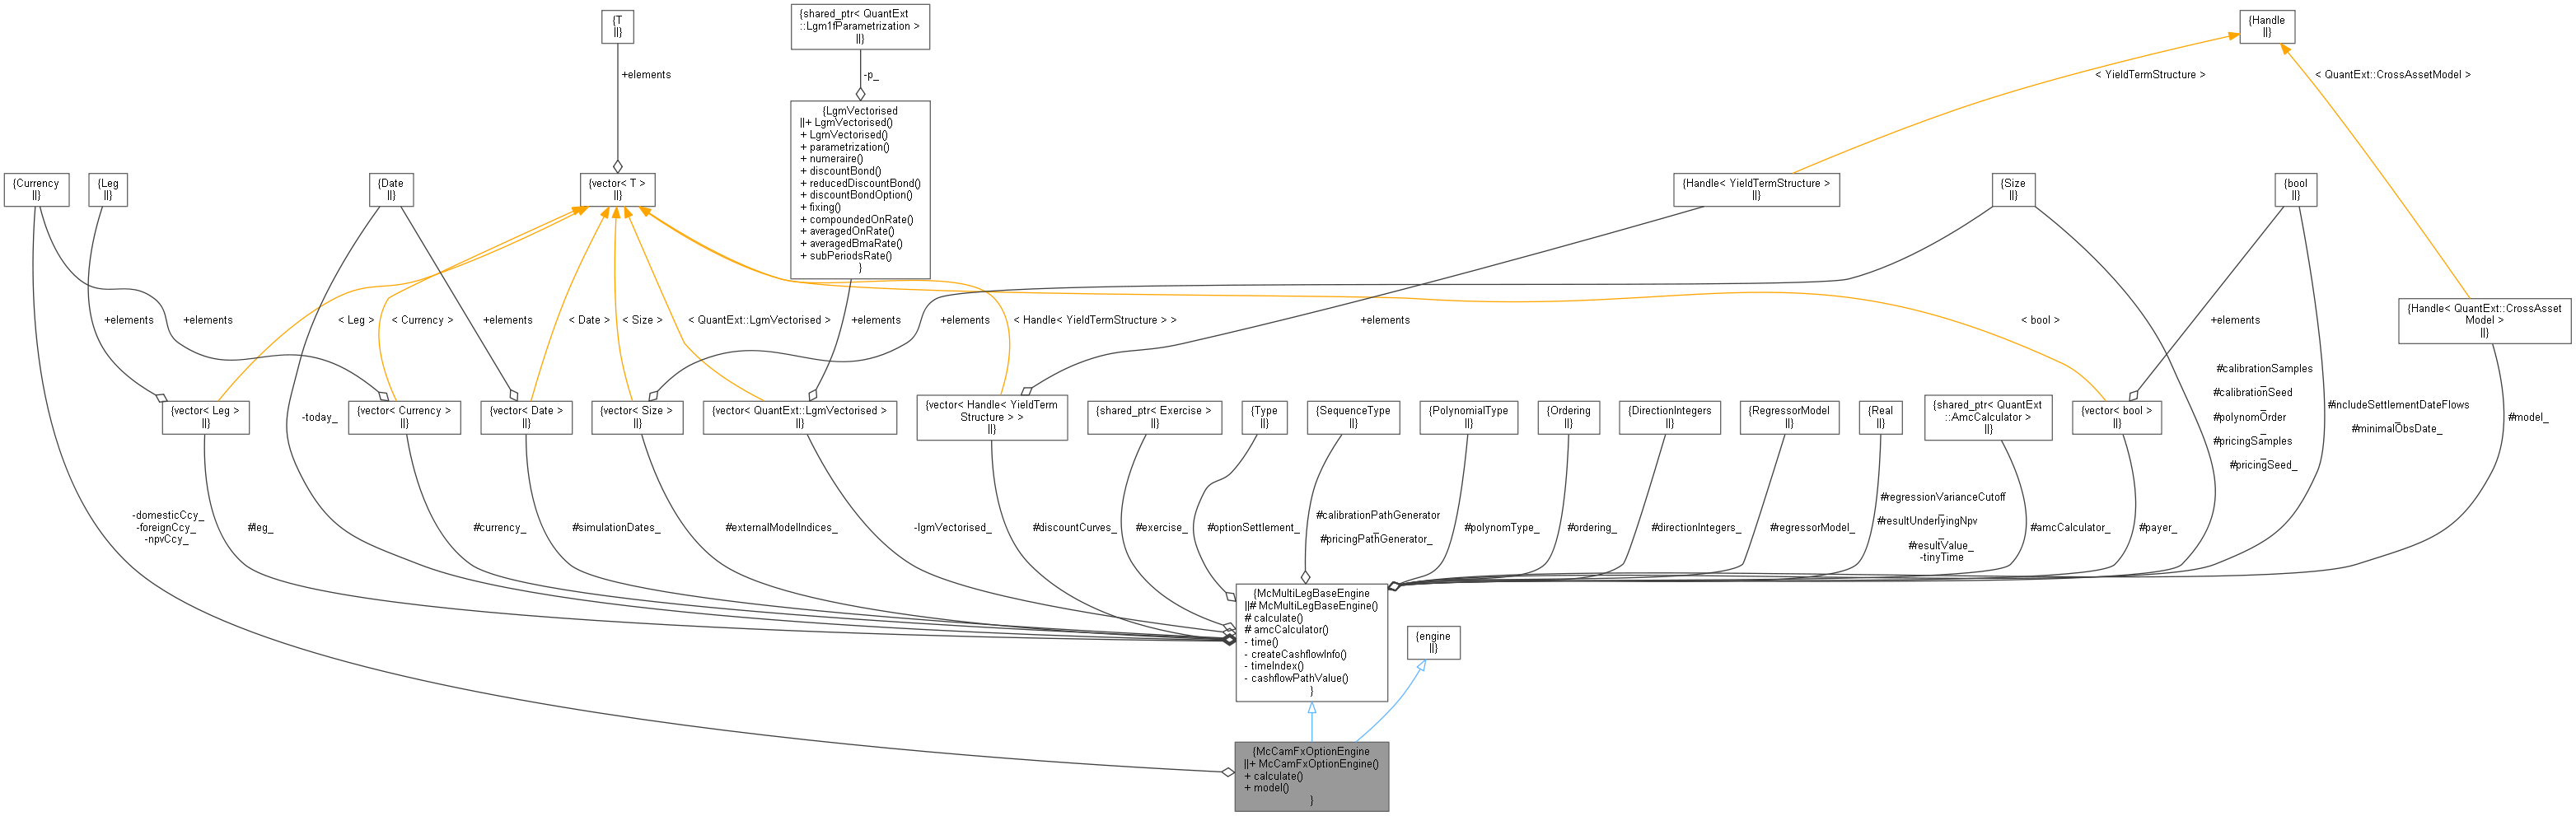 {T
||}
{shared_ptr< QuantExt
::Lgm1fParametrization >
||}
{Handle
||}
+elements
-p_
< YieldTermStructure >
< QuantExt::CrossAssetModel >
{LgmVectorised
||+ LgmVectorised()
+ LgmVectorised()
+ parametrization()
+ numeraire()
+ discountBond()
+ reducedDiscountBond()
+ discountBondOption()
+ fixing()
+ compoundedOnRate()
+ averagedOnRate()
+ averagedBmaRate()
+ subPeriodsRate()
}
{Currency
||}
{Leg
||}
{Date
||}
{vector< T >
||}
{Handle< YieldTermStructure >
||}
{Size
||}
{bool
||}
{Handle< QuantExt::CrossAsset
Model >
||}
+elements
+elements
< Leg >
< Currency >
+elements
< Date >
< Size >
< QuantExt::LgmVectorised >
+elements
+elements
< Handle< YieldTermStructure > >
+elements
< bool >
+elements
{vector< Leg >
||}
-today_
{vector< Currency >
||}
{vector< Date >
||}
{vector< Size >
||}
{vector< QuantExt::LgmVectorised >
||}
{vector< Handle< YieldTerm
Structure > >
||}
{shared_ptr< Exercise >
||}
{Type
||}
{SequenceType
||}
{PolynomialType
||}
{Ordering
||}
{DirectionIntegers
||}
{RegressorModel
||}
{Real
||}
{shared_ptr< QuantExt
::AmcCalculator >
||}
{vector< bool >
||}
#calibrationSamples
_
#calibrationSeed
_
#polynomOrder
_
#pricingSamples
_
#pricingSeed_
#includeSettlementDateFlows
_
#minimalObsDate_
#model_
-domesticCcy_
-foreignCcy_
-npvCcy_
#leg_
#currency_
#simulationDates_
#externalModelIndices_
-lgmVectorised_
#discountCurves_
#exercise_
#optionSettlement_
#calibrationPathGenerator
_
#pricingPathGenerator_
#polynomType_
#ordering_
#directionIntegers_
#regressorModel_
#regressionVarianceCutoff
_
#resultUnderlyingNpv
_
#resultValue_
-tinyTime
#amcCalculator_
#payer_
{McMultiLegBaseEngine
||# McMultiLegBaseEngine()
# calculate()
# amcCalculator()
- time()
- createCashflowInfo()
- timeIndex()
- cashflowPathValue()
}
{engine
||}
{McCamFxOptionEngine
||+ McCamFxOptionEngine()
+ calculate()
+ model()
}